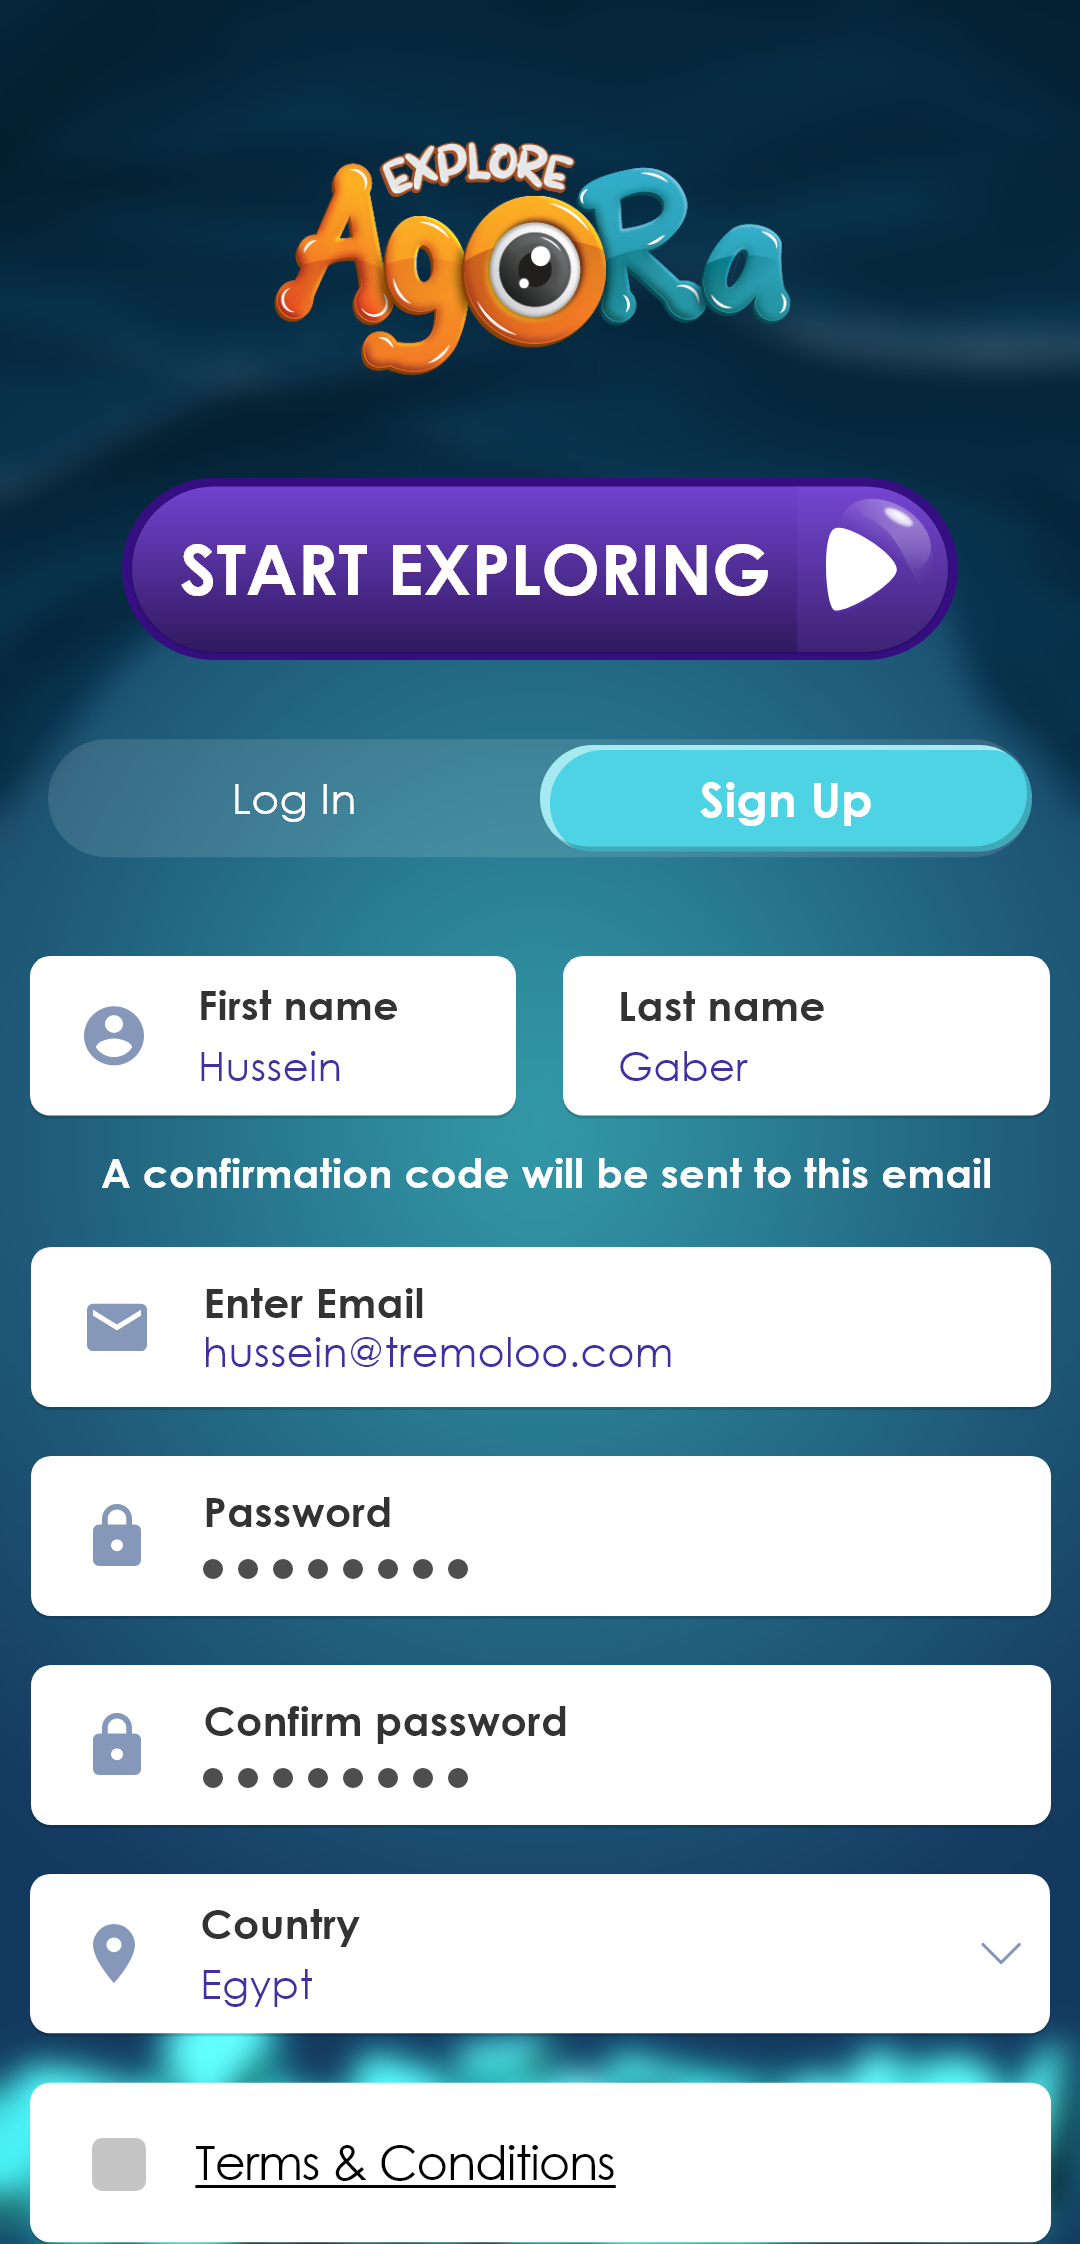 EXPLORE
AgORa
START EXPLORING
Log In
Sign Up
First name
Hussein
Last name
Gaber
A confirmation code will be sent to this email
Enter Email
hussein@tremoloo.com
Password
Confirm password
Country
Egypt
Terms & Conditions